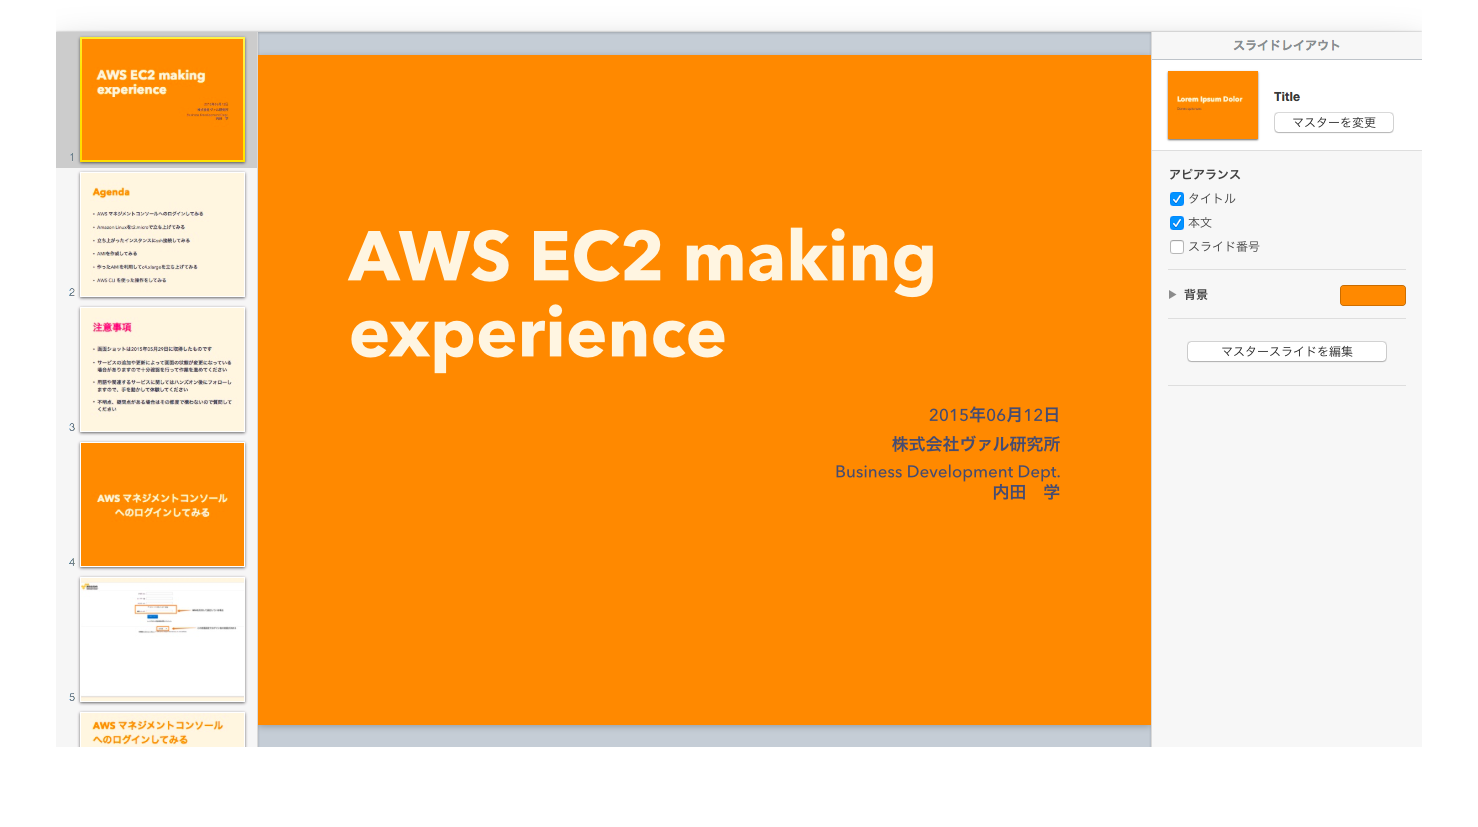 AWS EC2 making
experience
1
Agenda
• AWS マネジメントコンソールへのログインしてみる
• Amazon Linuxをt2.microで立ち上げてみる
• 立ち上がったインスタンスにssh接続してみる
• AMIを作成してみる
• 作ったAMIを利用してc4.xlargeを立ち上げてみる
• AWS CLI を使った操作をしてみる
2
注意事項
• 画面ショットは2015年05月29日に取得したものです
• サービスの追加や更新によって画面の状態が変更になっている
場合がありますので十分確認を行って作業を進めてください
• 用語や関連するサービスに関してはハンズオン後にフォローし
ますので、手を動かして体験してください
• 不明点、疑問点がある場合はその都度で構わないので質問して
ください
3
AWS マネジメントコンソール
へのログインしてみる
4
5
AWS マネジメントコンソール
へのログインしてみる
AWS EC2 making
experience
2015年06月12日
株式会社ヴァル研究所
Business Development Dept.
内田　学
スライドレイアウト
Lorem Ipsum Dolor
Title
マスターを変更
アピアランス
タイトル
本文
スライド番号
背景
マスタースライドを編集